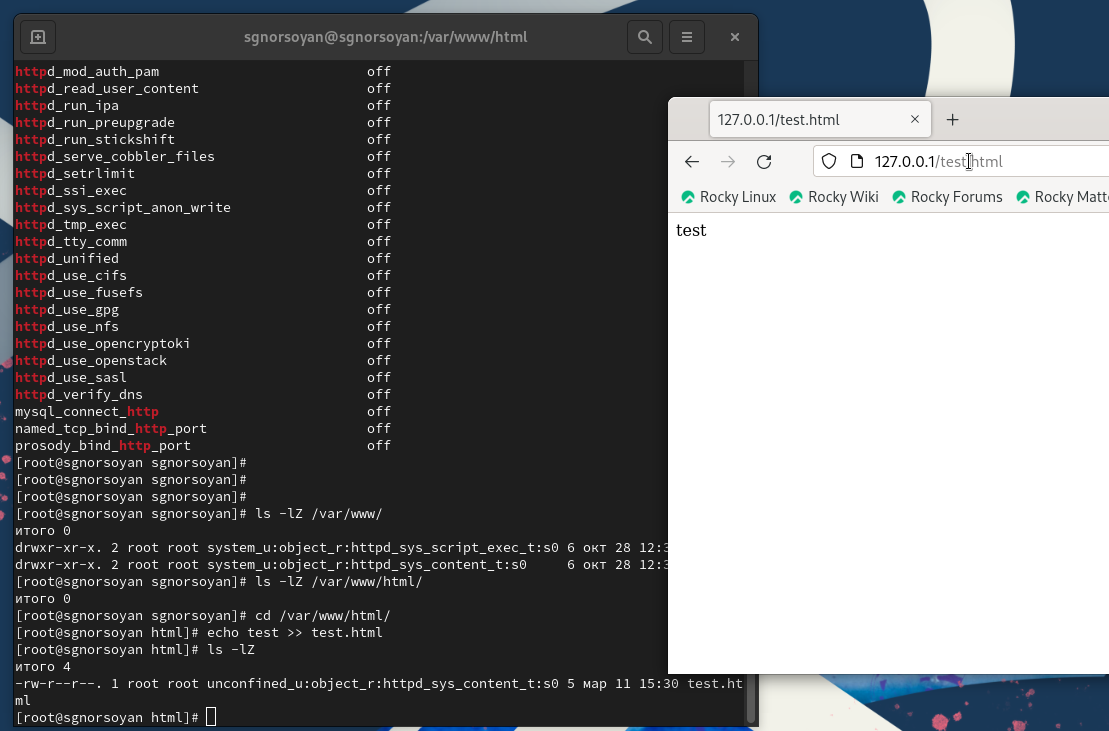 sgnorsoyan@sgnorsoyan:/var/www/html
httpd_mod_auth_pam off
httpd_read_user_content off
httpd_run_ipa off
httpd_run_preupgrade off
httpd_run_stickshift off
httpd_serve_cobbler_files off
httpd_setrlimit off
httpd_ssi_exec off
httpd_sys_script_anon_write off
httpd_tmp_exec off
httpd_tty_comm off
httpd_unified off
httpd_use_cifs off
httpd_use_fusefs off
httpd_use_gpg off
httpd_use_nfs off
httpd_use_opencryptoki off
httpd_use_openstack off
httpd_use_sasl off
httpd_verify_dns off
mysql_connect_http off
named_tcp_bind_http_port off
prosody_bind_http_port off
[root@sgnorsoyan sgnorsoyan]#
[root@sgnorsoyan sgnorsoyan]#
[root@sgnorsoyan sgnorsoyan]#
[root@sgnorsoyan sgnorsoyan]# ls -lZ /var/www/
итого 0
drwxr-xr-x. 2 root root system_u:object_r:httpd_sys_script_exec_t:s0 6 окт 28 12:3
drwxr-xr-x. 2 root root system_u:object_r:httpd_sys_content_t:s0 6 окт 28 12:3
[root@sgnorsoyan sgnorsoyan]# ls -lZ /var/www/html/
итого 0
[root@sgnorsoyan sgnorsoyan]# cd /var/www/html/
[root@sgnorsoyan html]# echo test >> test.html
[root@sgnorsoyan html]# ls -lZ
итого 4
-rw-r--r--. 1 root root unconfined_u:object_r:httpd_sys_content_t:s0 5 мар 11 15:30 test.ht
ml
[root@sgnorsoyan html]#
127.0.0.1/test.html
127.0.0.1/test.html
Rocky Linux Rocky Wiki Rocky Forums Rocky Matt
test